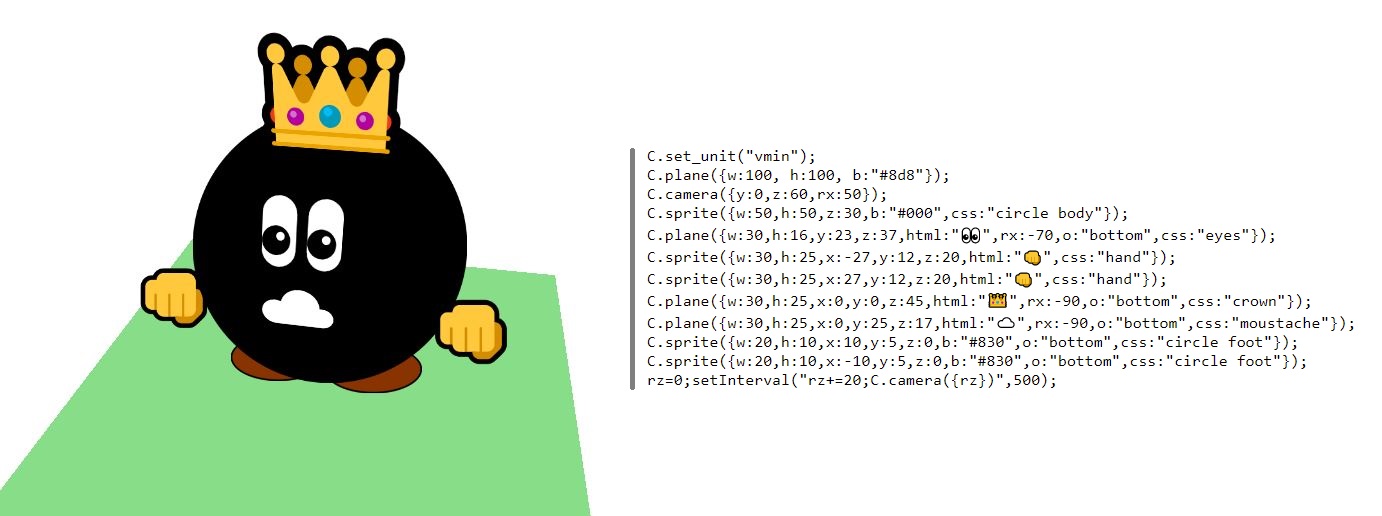 C.set_unit("vmin");
C.plane({w:100, h:100, b:"#8d8"});
C.camera({y:0,z:60,rx:50});
C.sprite({w:50,h:50,z:30,b:"#000",css:"circle body"});
C.plane({w:30,h:16,y:23,z:37,html:"👀",rx:-70,o:"bottom",css:"eyes"});
C.sprite({w:30,h:25,x:-27,y:12,z:20,html:"👊",css:"hand"});
C.sprite({w:30,h:25,x:27,y:12,z:20,html:"👊",css:"hand"});
C.plane({w:30,h:25,x:0,y:0,z:45,html:"👑",rx:-90,o:"bottom",css:"crown"});
C.plane({w:30,h:25,x:0,y:25,z:17,html:"☁",rx:-90,o:"bottom",css:"moustache"});
C.sprite({w:20,h:10,x:10,y:5,z:0,b:"#830",o:"bottom",css:"circle foot"});
C.sprite({w:20,h:10,x:-10,y:5,z:0,b:"#830",o:"bottom",css:"circle foot"});
rz=0;setInterval("rz+=20;C.camera({rz})",500);